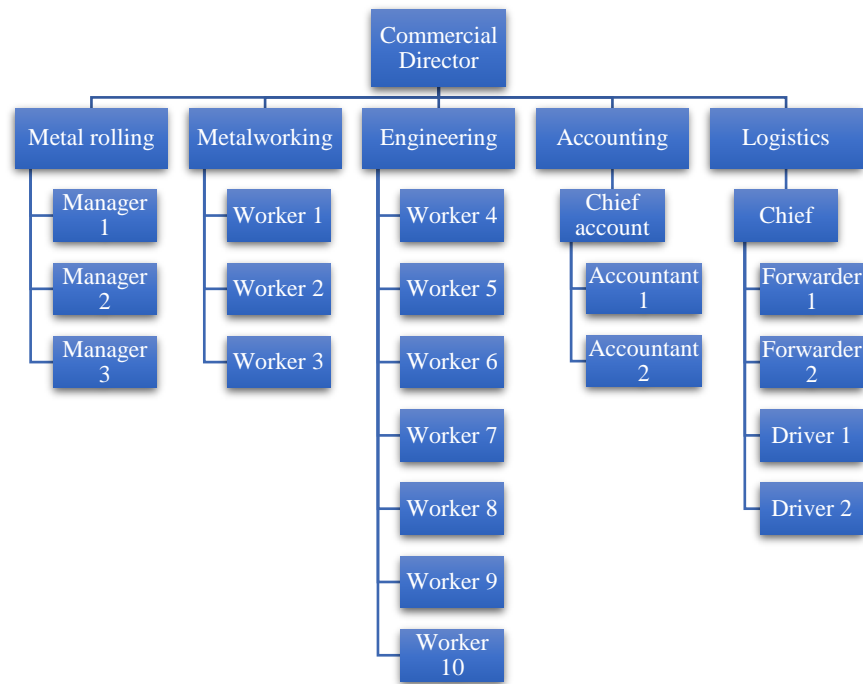 Commercial
Director
Metal rolling
Metalworking
Engineering
Accounting
Logistics
Manager
1
Manager
2
Manager
3
Worker 1
Worker 2
Worker 3
Worker 4
Worker 5
Worker 6
Worker 7
Worker 8
Worker 9
Worker
10
Chief
account
Accountant
1
Accountant
2
Chief
Forwarder
1
Forwarder
2
Driver 1
Driver 2